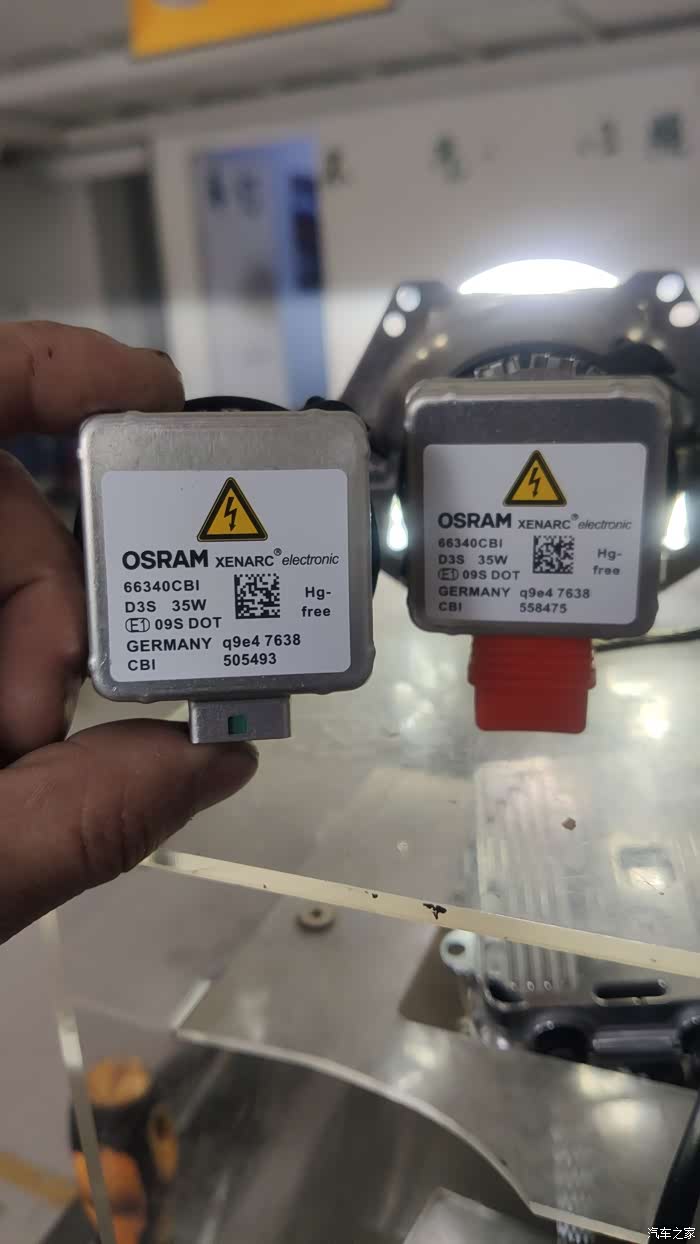 OSRAM XENARC® electronic
66340CBI
D3S 35W
Hg-
free
E1 09S DOT
GERMANY q9e4 7638
CBI 505493
OSRAM XENARC® electronic
66340CBI
D3S 35W
Hg-
free
E1 09S DOT
GERMANY q9e4 7638
CBI 558475
汽车之家